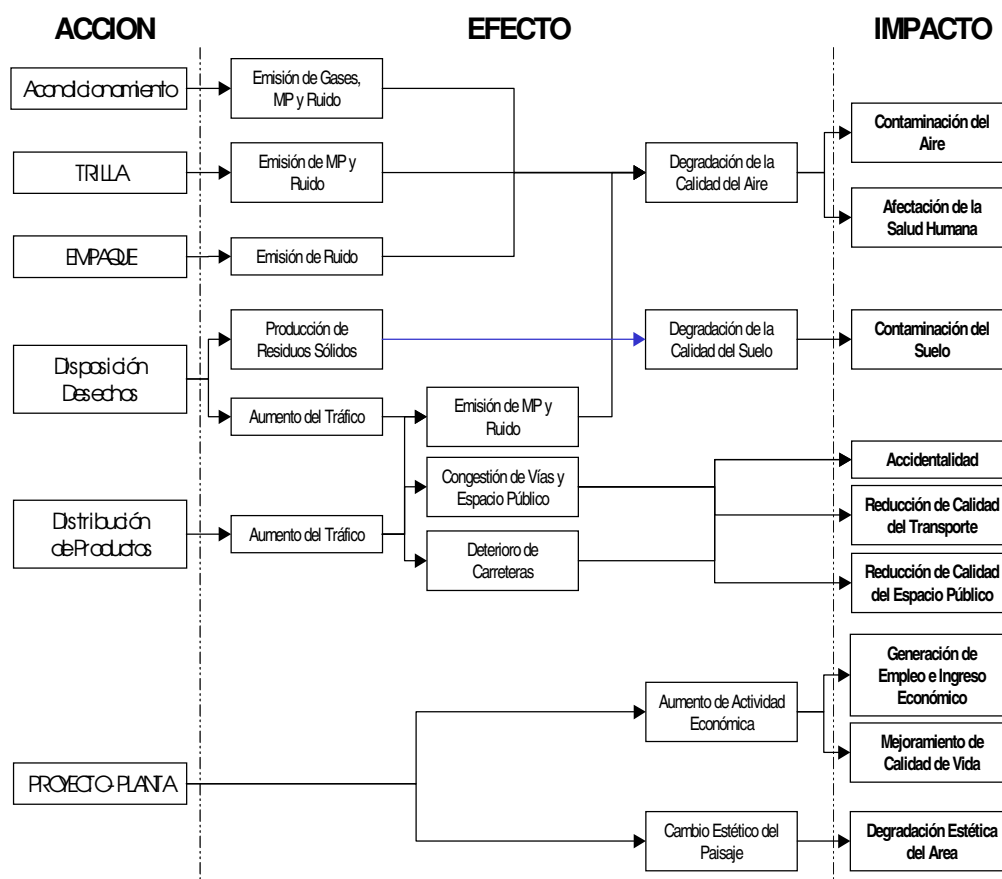 ACCION
EFECTO
IMPACTO
Acondicionamiento
Emisión de Gases,
MP y Ruido
TRILLA
Emisión de MP y
Ruido
EMPAQUE
Emisión de Ruido
Degradación de la
Calidad del Aire
Contaminación del
Aire
Afectación de la
Salud Humana
Disposición
Desechos
Producción de
Residuos Sólidos
Degradación de la
Calidad del Suelo
Contaminación del
Suelo
Aumento del Tráfico
Emisión de MP y
Ruido
Distribución
de Productos
Aumento del Tráfico
Congestión de Vías y
Espacio Público
Deterioro de
Carreteras
Accidentalidad
Reducción de Calidad
del Transporte
Reducción de Calidad
del Espacio Público
PROYECTO- PLANTA
Aumento de Actividad
Económica
Generación de
Empleo e Ingreso
Económico
Mejoramiento de
Calidad de Vida
Cambio Estético del
Paisaje
Degradación Estética
del Area